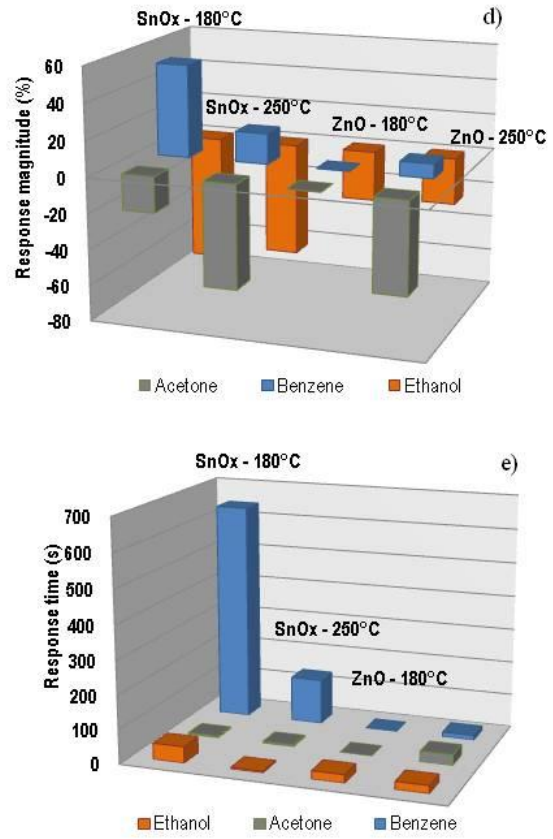 SnOx - 180°C
d)
60
40
20
0
-20
-40
-60
-80
Response magnitude (%)
SnOx - 250°C
ZnO - 180°C
ZnO - 250°C
Acetone Benzene Ethanol
SnOx - 180°C
e)
700
600
500
400
300
200
100
0
Response time (s)
SnOx - 250°C
ZnO - 180°C
Ethanol Acetone Benzene